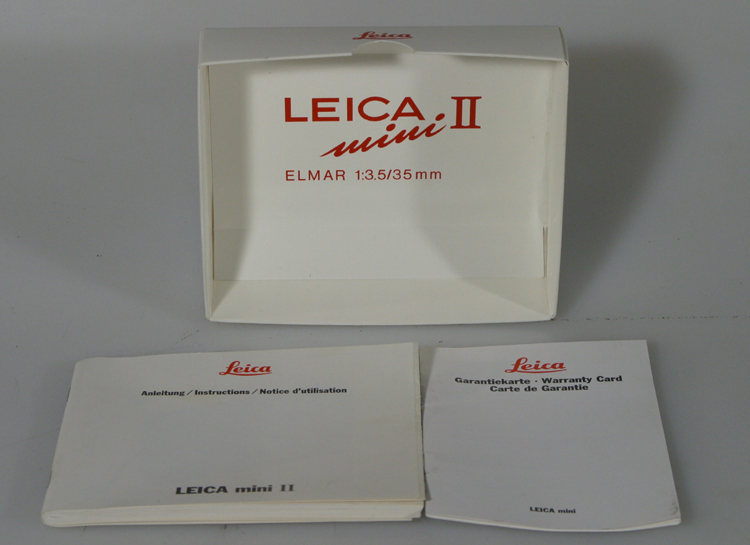 Leica
LEICA mini II
ELMAR 1:3.5/35mm
Leica
Anleitung/Instructions/Notice d'utilisation
LEICA mini II
Leica
Garantiekarte · Warranty Card
Carte de Garantie
LEICA mini